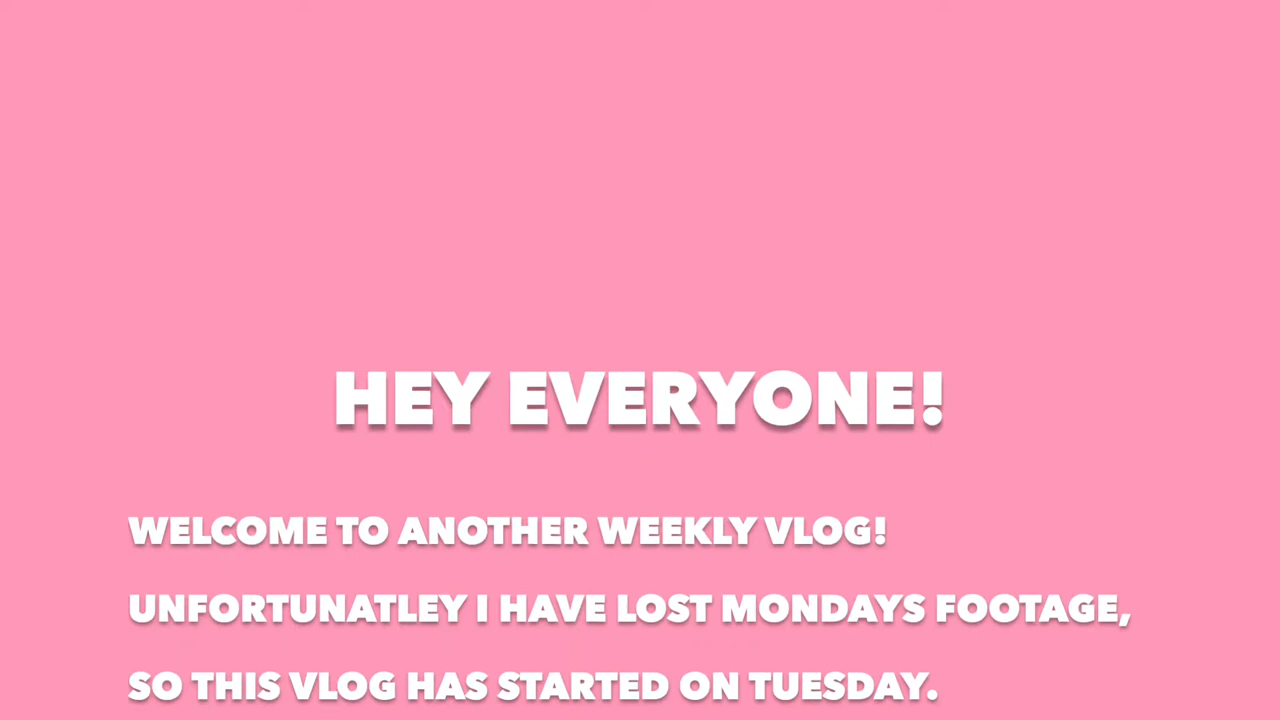 HEY EVERYONE!
WELCOME TO ANOTHER WEEKLY VLOG!
UNFORTUNATLEY I HAVE LOST MONDAYS FOOTAGE,
SO THIS VLOG HAS STARTED ON TUESDAY.